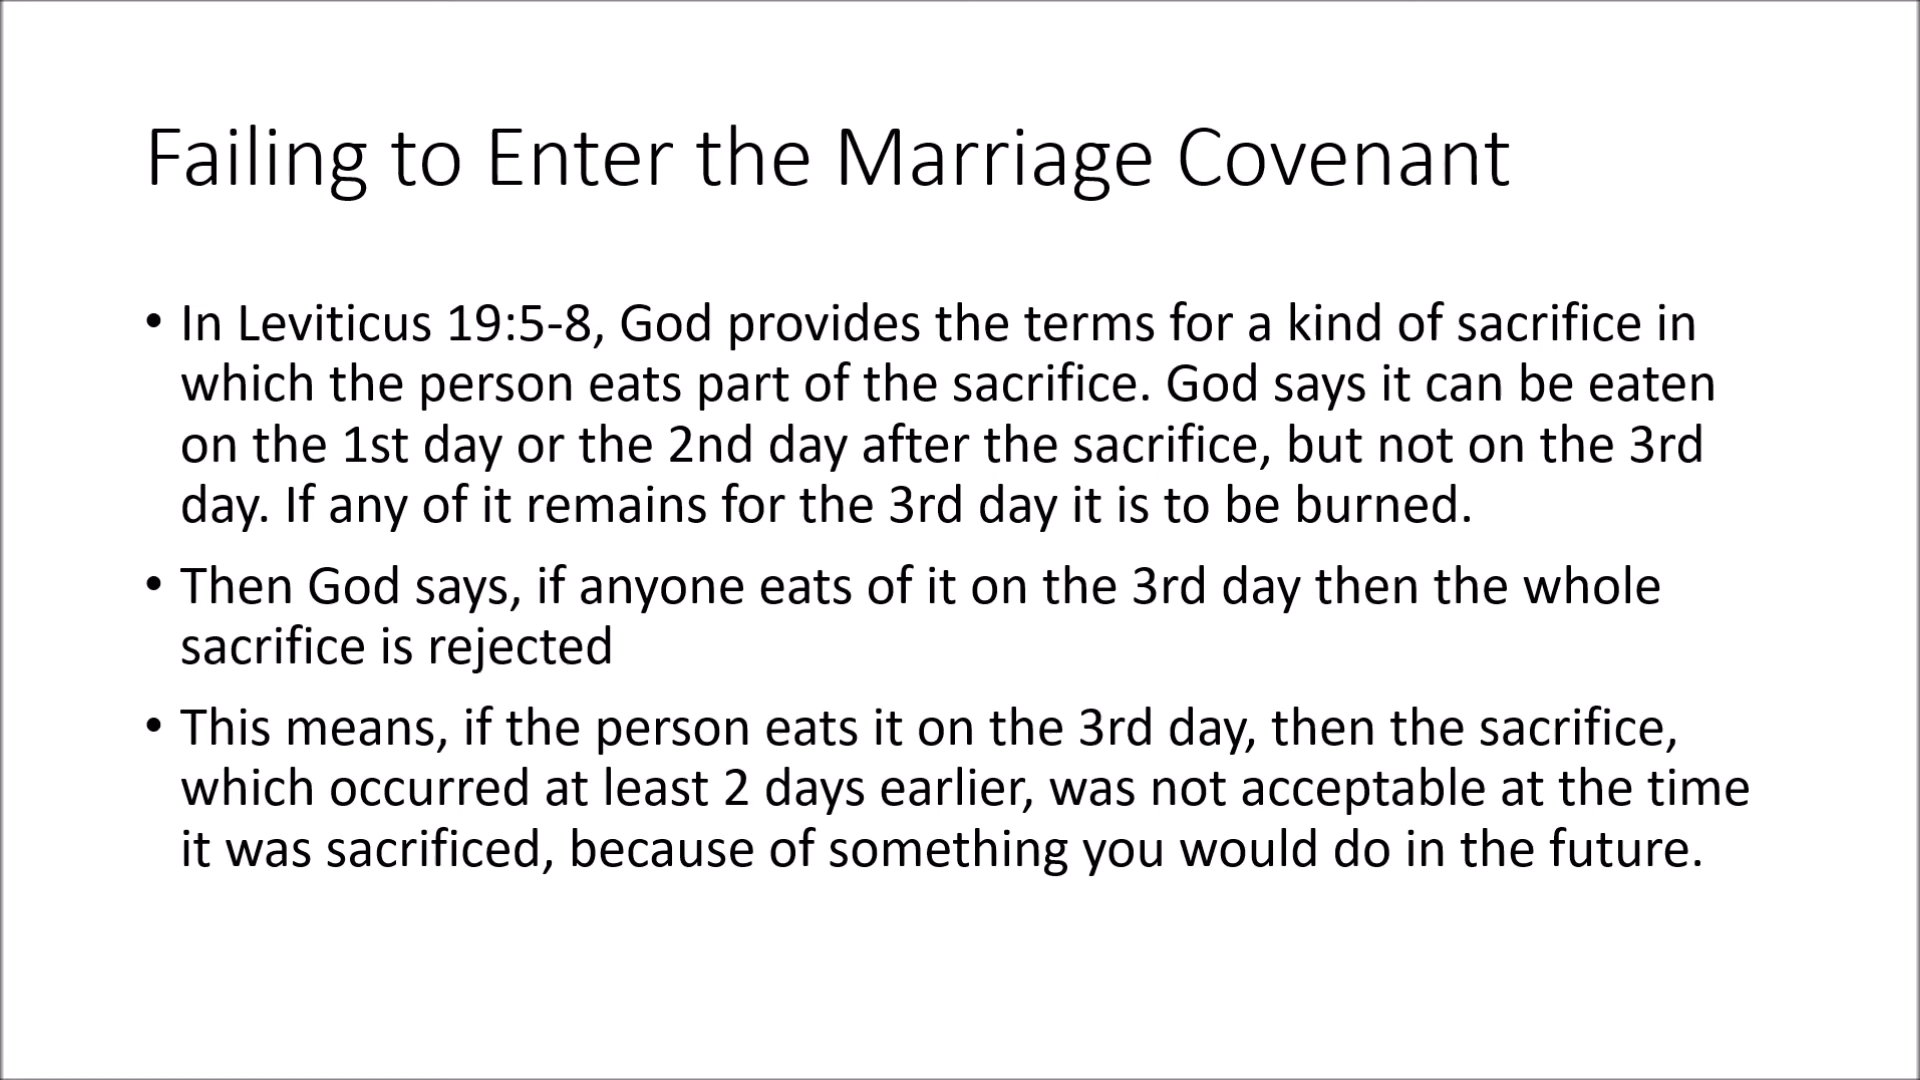 Failing to Enter the Marriage Covenant
• In Leviticus 19:5-8, God provides the terms for a kind of sacrifice in
which the person eats part of the sacrifice. God says it can be eaten
on the 1st day or the 2nd day after the sacrifice, but not on the 3rd
day. If any of it remains for the 3rd day it is to be burned.
• Then God says, if anyone eats of it on the 3rd day then the whole
sacrifice is rejected
• This means, if the person eats it on the 3rd day, then the sacrifice,
which occurred at least 2 days earlier, was not acceptable at the time
it was sacrificed, because of something you would do in the future.